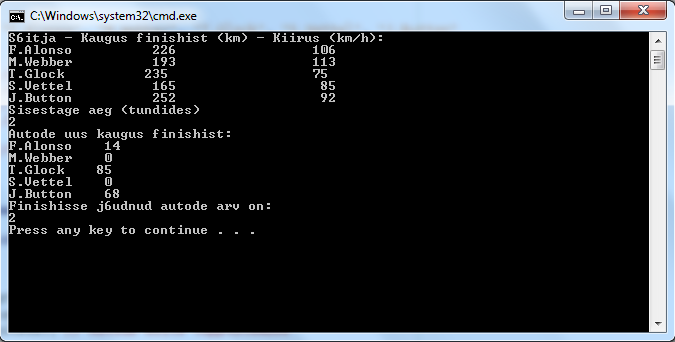 C:\Windows\system32\cmd.exe
S6itja - Kaugus finishist (km) - Kiirus (km/h):
F.Alonso 226 106
M.Webber 193 113
T.Glock 235 75
S.Vettel 165 85
J.Button 252 92
Sisestage aeg (tundides)
2
Autode uus kaugus finishist:
F.Alonso 14
M.Webber 0
T.Glock 85
S.Vettel 0
J.Button 68
Finishisse j6udnud autode arv on:
2
Press any key to continue . . .